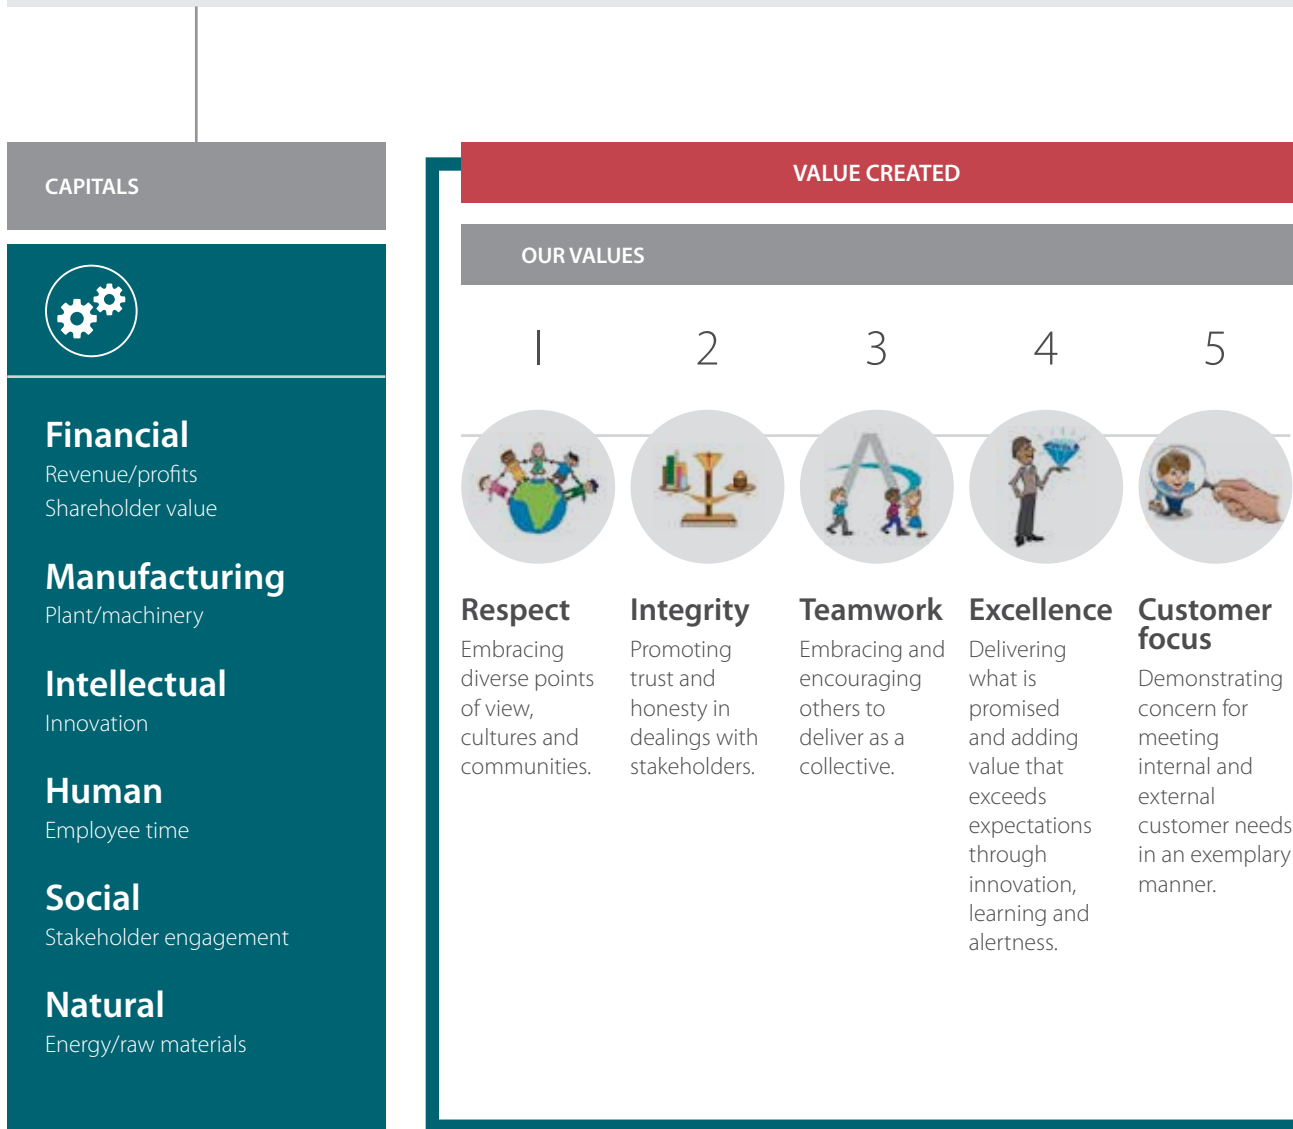 CAPITALS
Financial
Revenue/profits
Shareholder value
Manufacturing
Plant/machinery
Intellectual
Innovation
Human
Employee time
Social
Stakeholder engagement
Natural
Energy/raw materials
VALUE CREATED
OUR VALUES
1
2
3
4
5
Respect
Embracing
diverse points
of view,
cultures and
communities.
Integrity
Promoting
trust and
honesty in
dealings with
stakeholders.
Teamwork
Embracing and
encouraging
others to
deliver as a
collective.
Excellence
Delivering
what is
promised
and adding
value that
exceeds
expectations
through
innovation,
learning and
alertness.
Customer
focus
Demonstrating
concern for
meeting
internal and
external
customer needs
in an exemplary
manner.